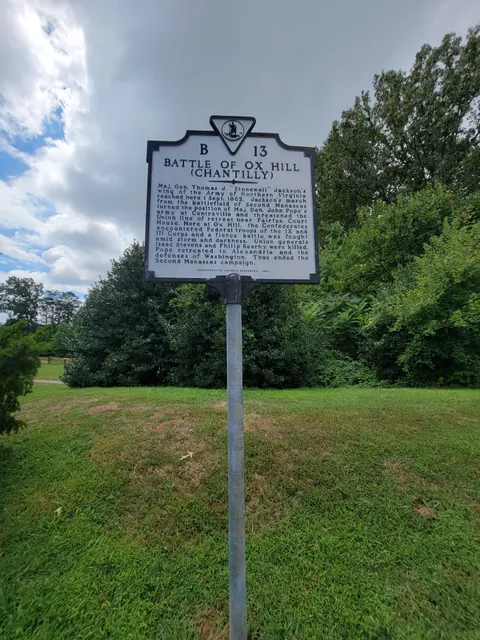 B 13
BATTLE OF OX HILL
(CHANTILLY)
Maj. Gen. Thomas J. "Stonewall" Jackson's
wing of the Army of Northern Virginia
reached here 1 Sept. 1862. Jackson's march
from the battlefield of Second Manassas
turned the position of Maj. Gen. John Pope's
army at Centreville and threatened the
Union line of retreat near Fairfax Court
House. Here at Ox Hill, the Confederates
encountered Federal troops of the IX and
III Corps and a fierce battle was fought
amid storm and darkness. Union generals
Isaac Stevens and Philip Kearny were killed.
Pope retreated to Alexandria and the
defenses of Washington. Thus ended the
Second Manassas campaign.
DEPARTMENT OF HISTORIC RESOURCES,